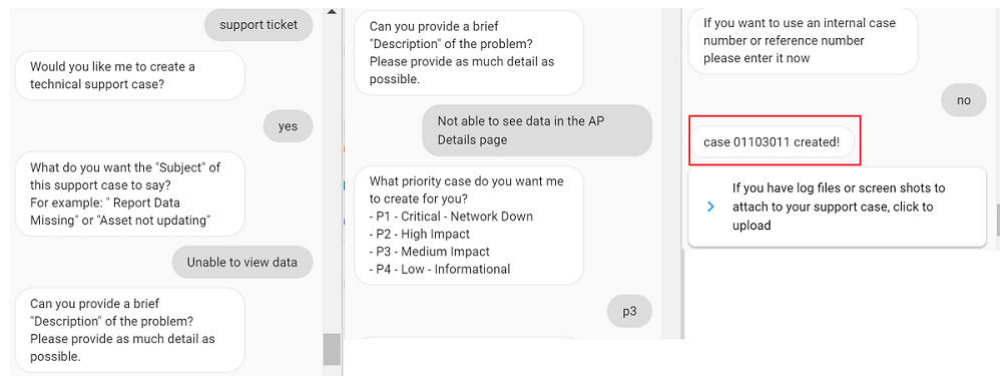 support ticket
Would you like me to create a
technical support case?
yes
What do you want the "Subject" of
this support case to say?
For example: " Report Data
Missing" or "Asset not updating"
Unable to view data
Can you provide a brief
"Description" of the problem?
Please provide as much detail as
possible.
Can you provide a brief
"Description" of the problem?
Please provide as much detail as
possible.
Not able to see data in the AP
Details page
What priority case do you want me
to create for you?
- P1 - Critical - Network Down
- P2 - High Impact
- P3 - Medium Impact
- P4 - Low - Informational
p3
If you want to use an internal case
number or reference number
please enter it now
no
case 01103011 created!
If you have log files or screen shots to
attach to your support case, click to
upload